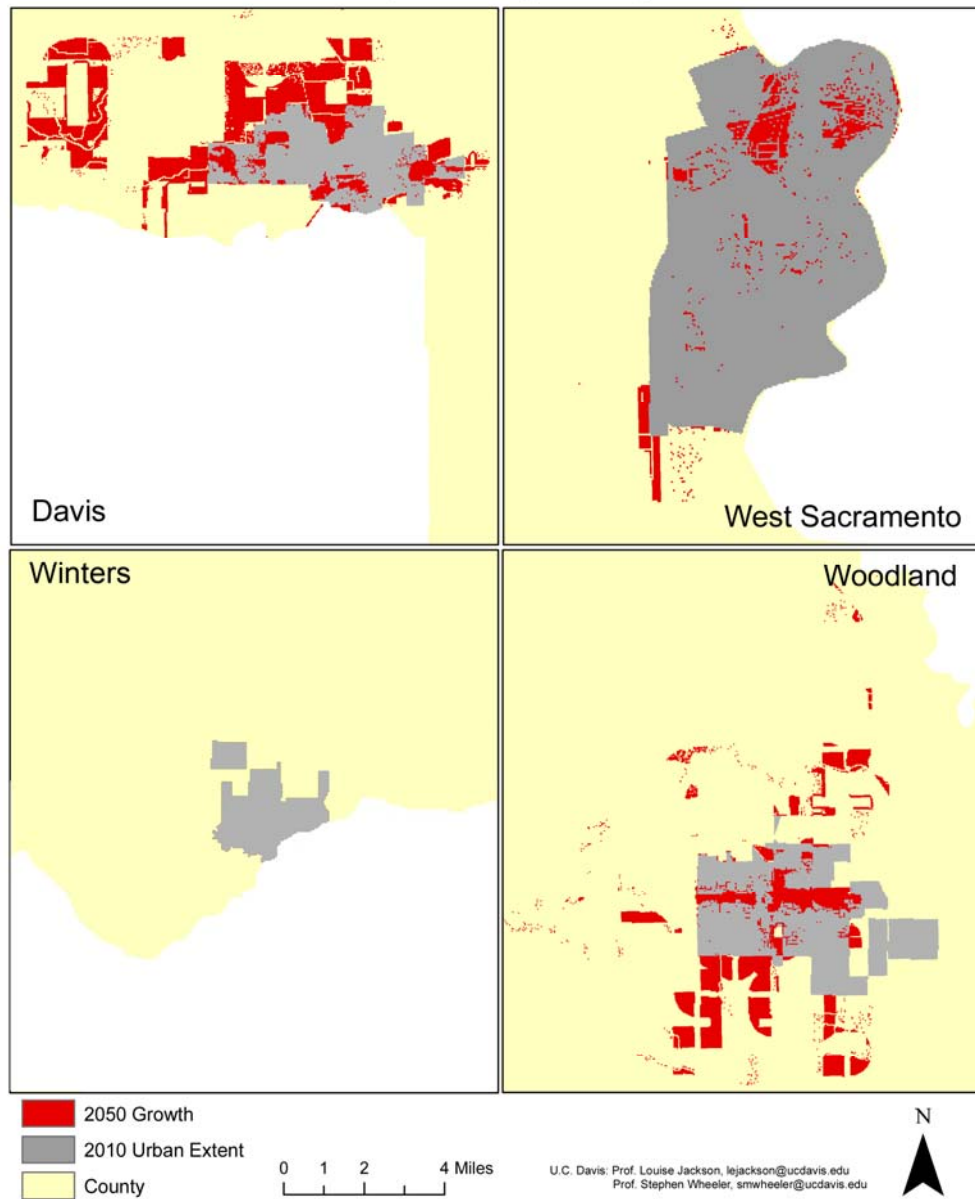 Davis
West Sacramento
Winters
Woodland
2050 Growth
2010 Urban Extent
County
0 1 2 4 Miles
U.C. Davis: Prof. Louise Jackson, lejackson@ucdavis.edu
Prof. Stephen Wheeler, smwheeler@ucdavis.edu
N